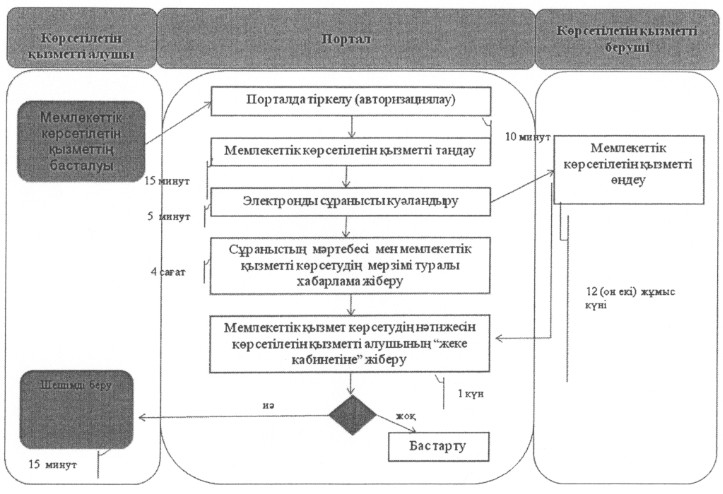 Көрсетілетін
қызметті алушы
Портал
Көрсетілетін қызметті
беруші
Мемлекеттік
көрсетілетін
қызметтің
басталуы
Порталда тіркелу (авторизациялау)
10 минут
Мемлекеттік көрсетілетін қызметті таңдау
15 минут
Электронды сұранысты куәландыру
5 минут
Мемлекеттік
көрсетілетін қызметті
өңдеу
Сұраныстың мәртебесі мен мемлекеттік
қызметті көрсетудің мерзімі туралы
хабарлама жіберу
4 сағат
12 (он екі) жұмыс
күні
Мемлекеттік қызмет көрсетудің нәтижесін
көрсетілетін қызметті алушының “жеке
кабинетіне” жіберу
1 күн
Шешімді беру
иә
жоқ
Бас тарту
15 минут